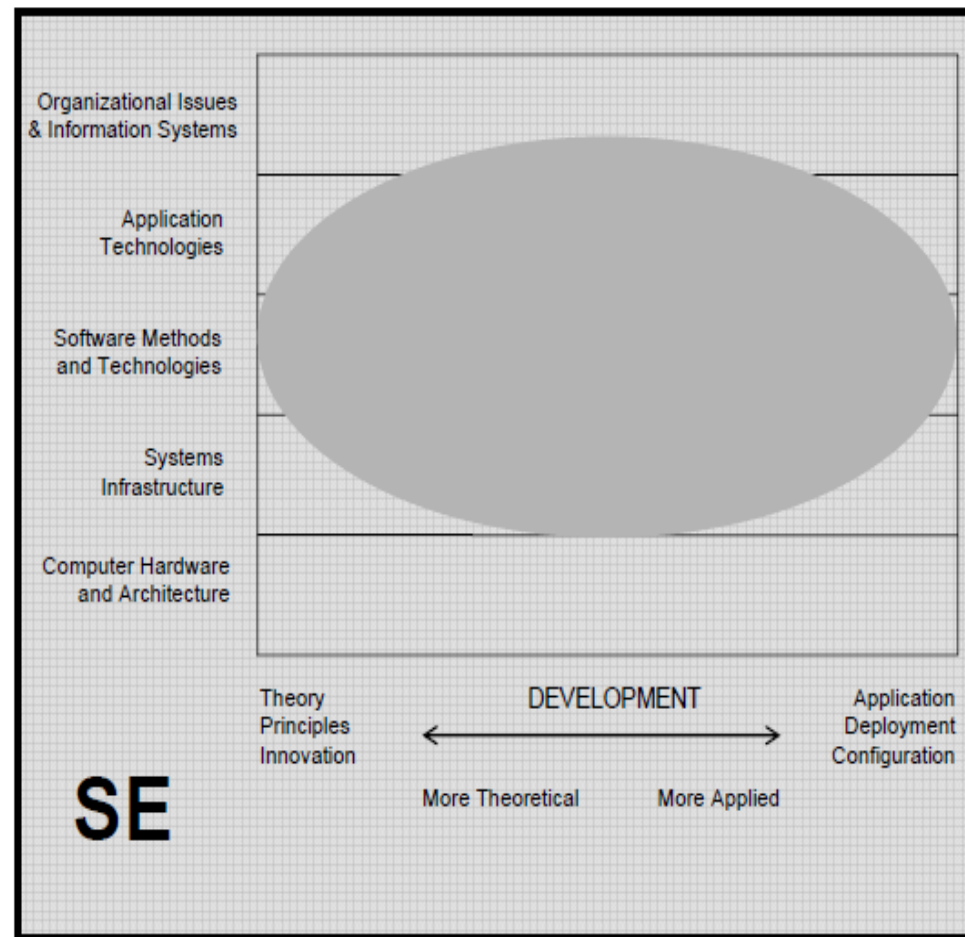 Organizational Issues
& Information Systems
Application
Technologies
Software Methods
and Technologies
Systems
Infrastructure
Computer Hardware
and Architecture
Theory
Principles
Innovation
DEVELOPMENT
Application
Deployment
Configuration
More Theoretical
More Applied
SE